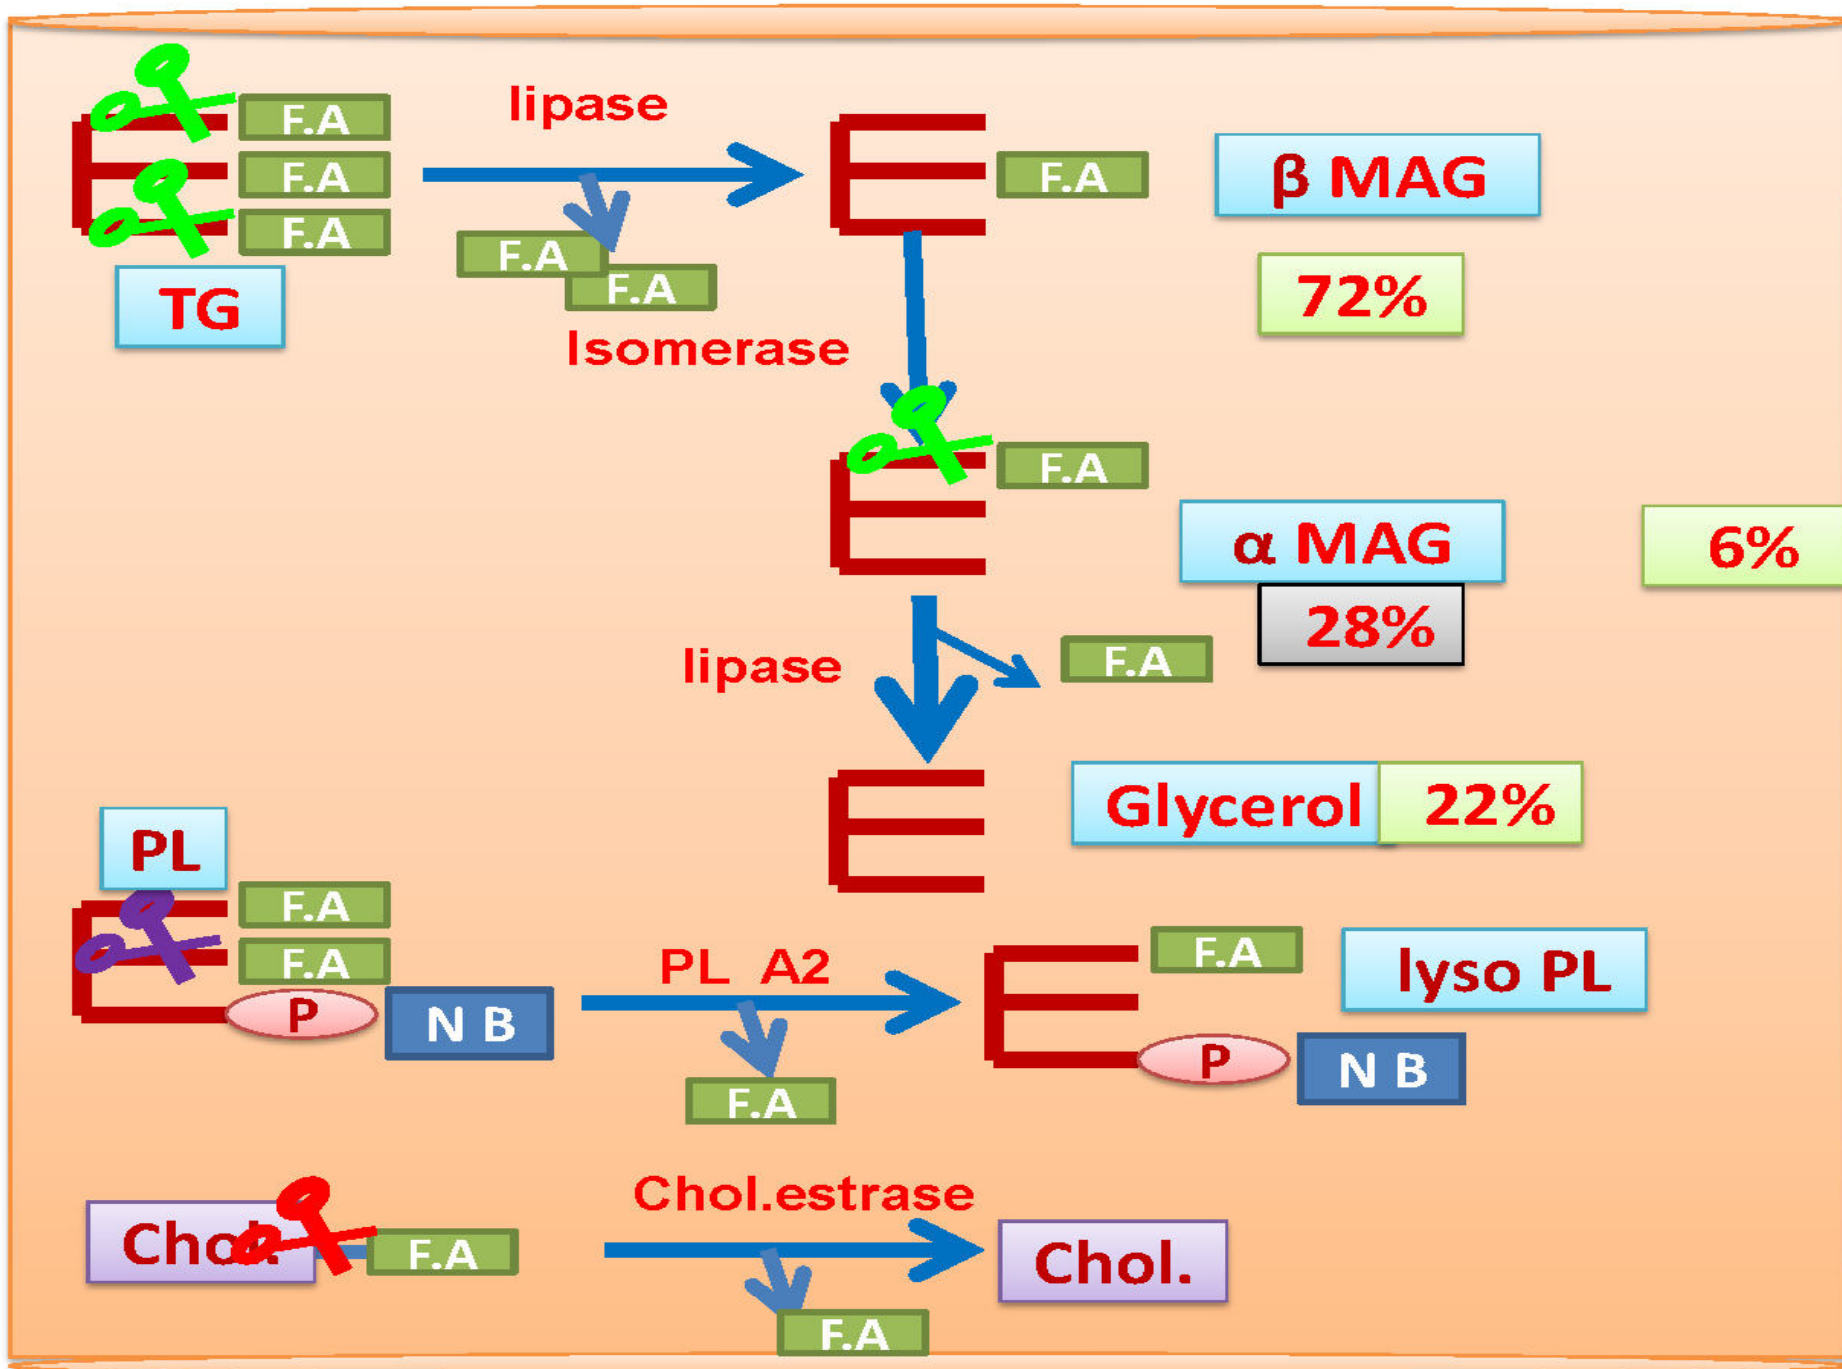 F.A
F.A
F.A
TG
lipase
F.A
F.A
F.A
β MAG
72%
Isomerase
F.A
α MAG
6%
28%
lipase
F.A
Glycerol
22%
PL
F.A
F.A
P
N B
PL A2
F.A
F.A
lyso PL
P
N B
Chol.
F.A
Chol.estrase
F.A
Chol.